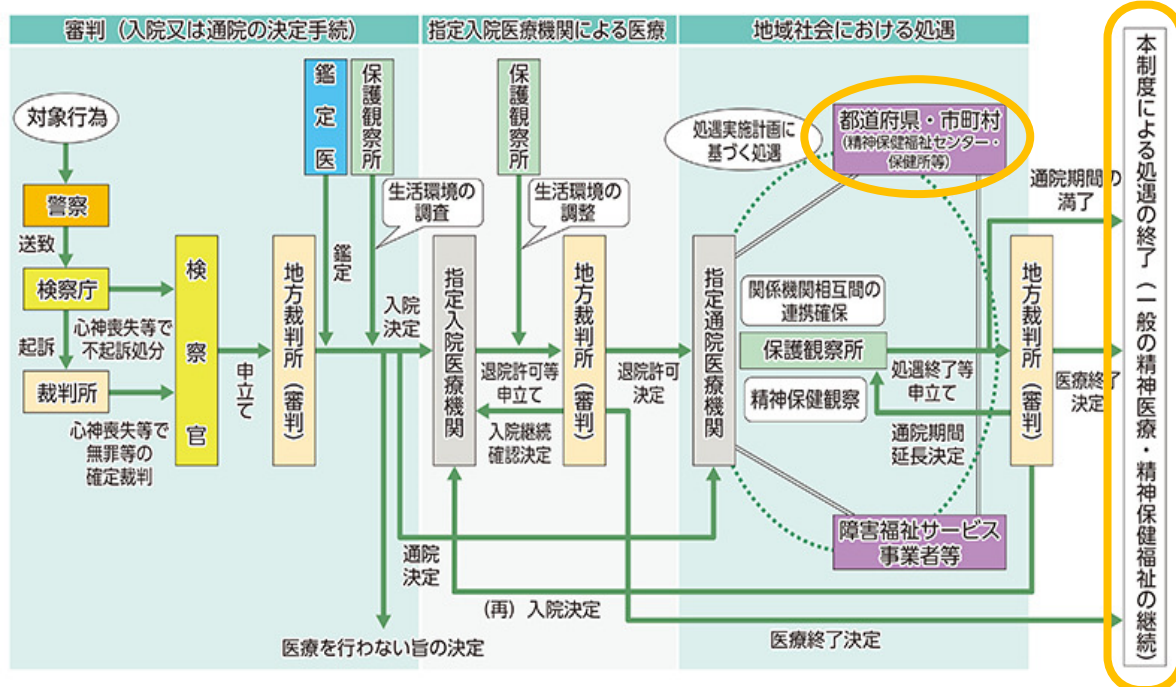 審判（入院又は通院の決定手続）
指定入院医療機関による医療
地域社会における処遇
対象行為
警察
送致
検察庁
起訴
裁判所
心神喪失等で
不起訴処分
心神喪失等で
無罪等の
確定裁判
検察官
申立て
地方裁判所（審判）
鑑定医
鑑定
保護観察所
生活環境の
調査
入院
決定
通院
決定
医療を行わない旨の決定
指定入院医療機関
保護観察所
生活環境の
調整
退院許可等
申立て
入院継続
確認決定
地方裁判所（審判）
退院許可
決定
（再）入院決定
医療終了決定
処遇実施計画に
基づく処遇
都道府県・市町村
（精神保健福祉センター・
保健所等）
指定通院医療機関
関係機関相互間の
連携確保
保護観察所
精神保健観察
処遇終了等
申立て
通院期間
延長決定
障害福祉サービス
事業者等
地方裁判所（審判）
通院期間の
満了
医療終了
決定
本制度による処遇の終了（一般の精神医療・精神保健福祉の継続）